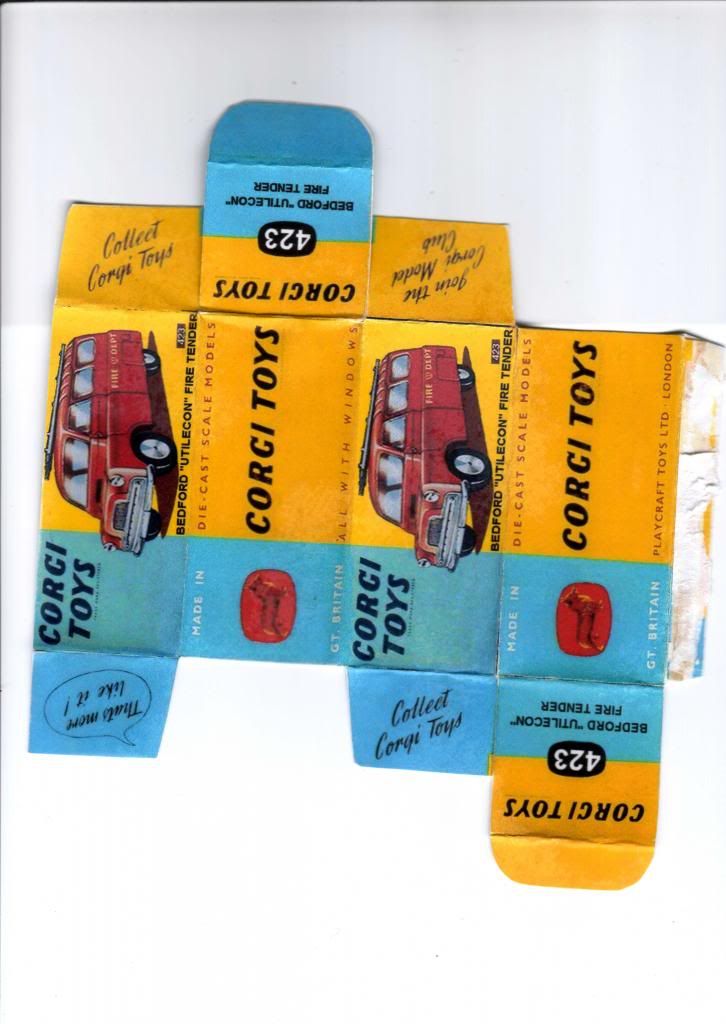 BEDFORD "UTILECON"
FIRE TENDER
423
CORGI TOYS
Collect
Corgi Toys
Join the
Corgi Model
Club
FIRE DEPT
423
BEDFORD "UTILECON" FIRE TENDER
CORGI
TOYS
DIE-CAST SCALE MODELS
CORGI TOYS
ALL WITH WINDOWS
MADE IN
GT. BRITAIN
FIRE DEPT
423
BEDFORD "UTILECON" FIRE TENDER
CORGI
TOYS
DIE-CAST SCALE MODELS
CORGI TOYS
PLAYCRAFT TOYS LTD · LONDON
MADE IN
GT. BRITAIN
Thats more
like it!
Collect
Corgi Toys
BEDFORD "UTILECON"
FIRE TENDER
423
CORGI TOYS